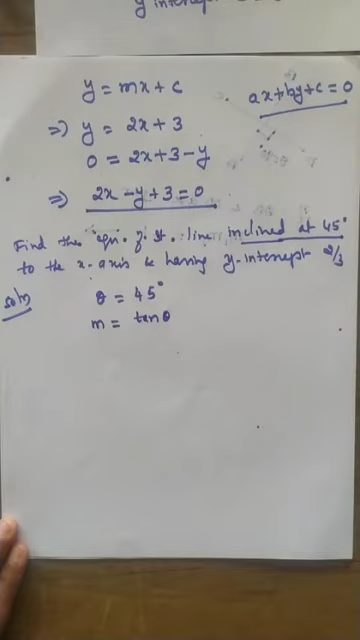 y intercept
y = mx + c
ax + by + c = 0
=> y = 2x + 3
0 = 2x + 3 - y
=> 2x - y + 3 = 0
Find the eqn. of st. line inclined at 45°
to the x-axis & having y-intercept 2/3
soln
θ = 45°
m = tanθ